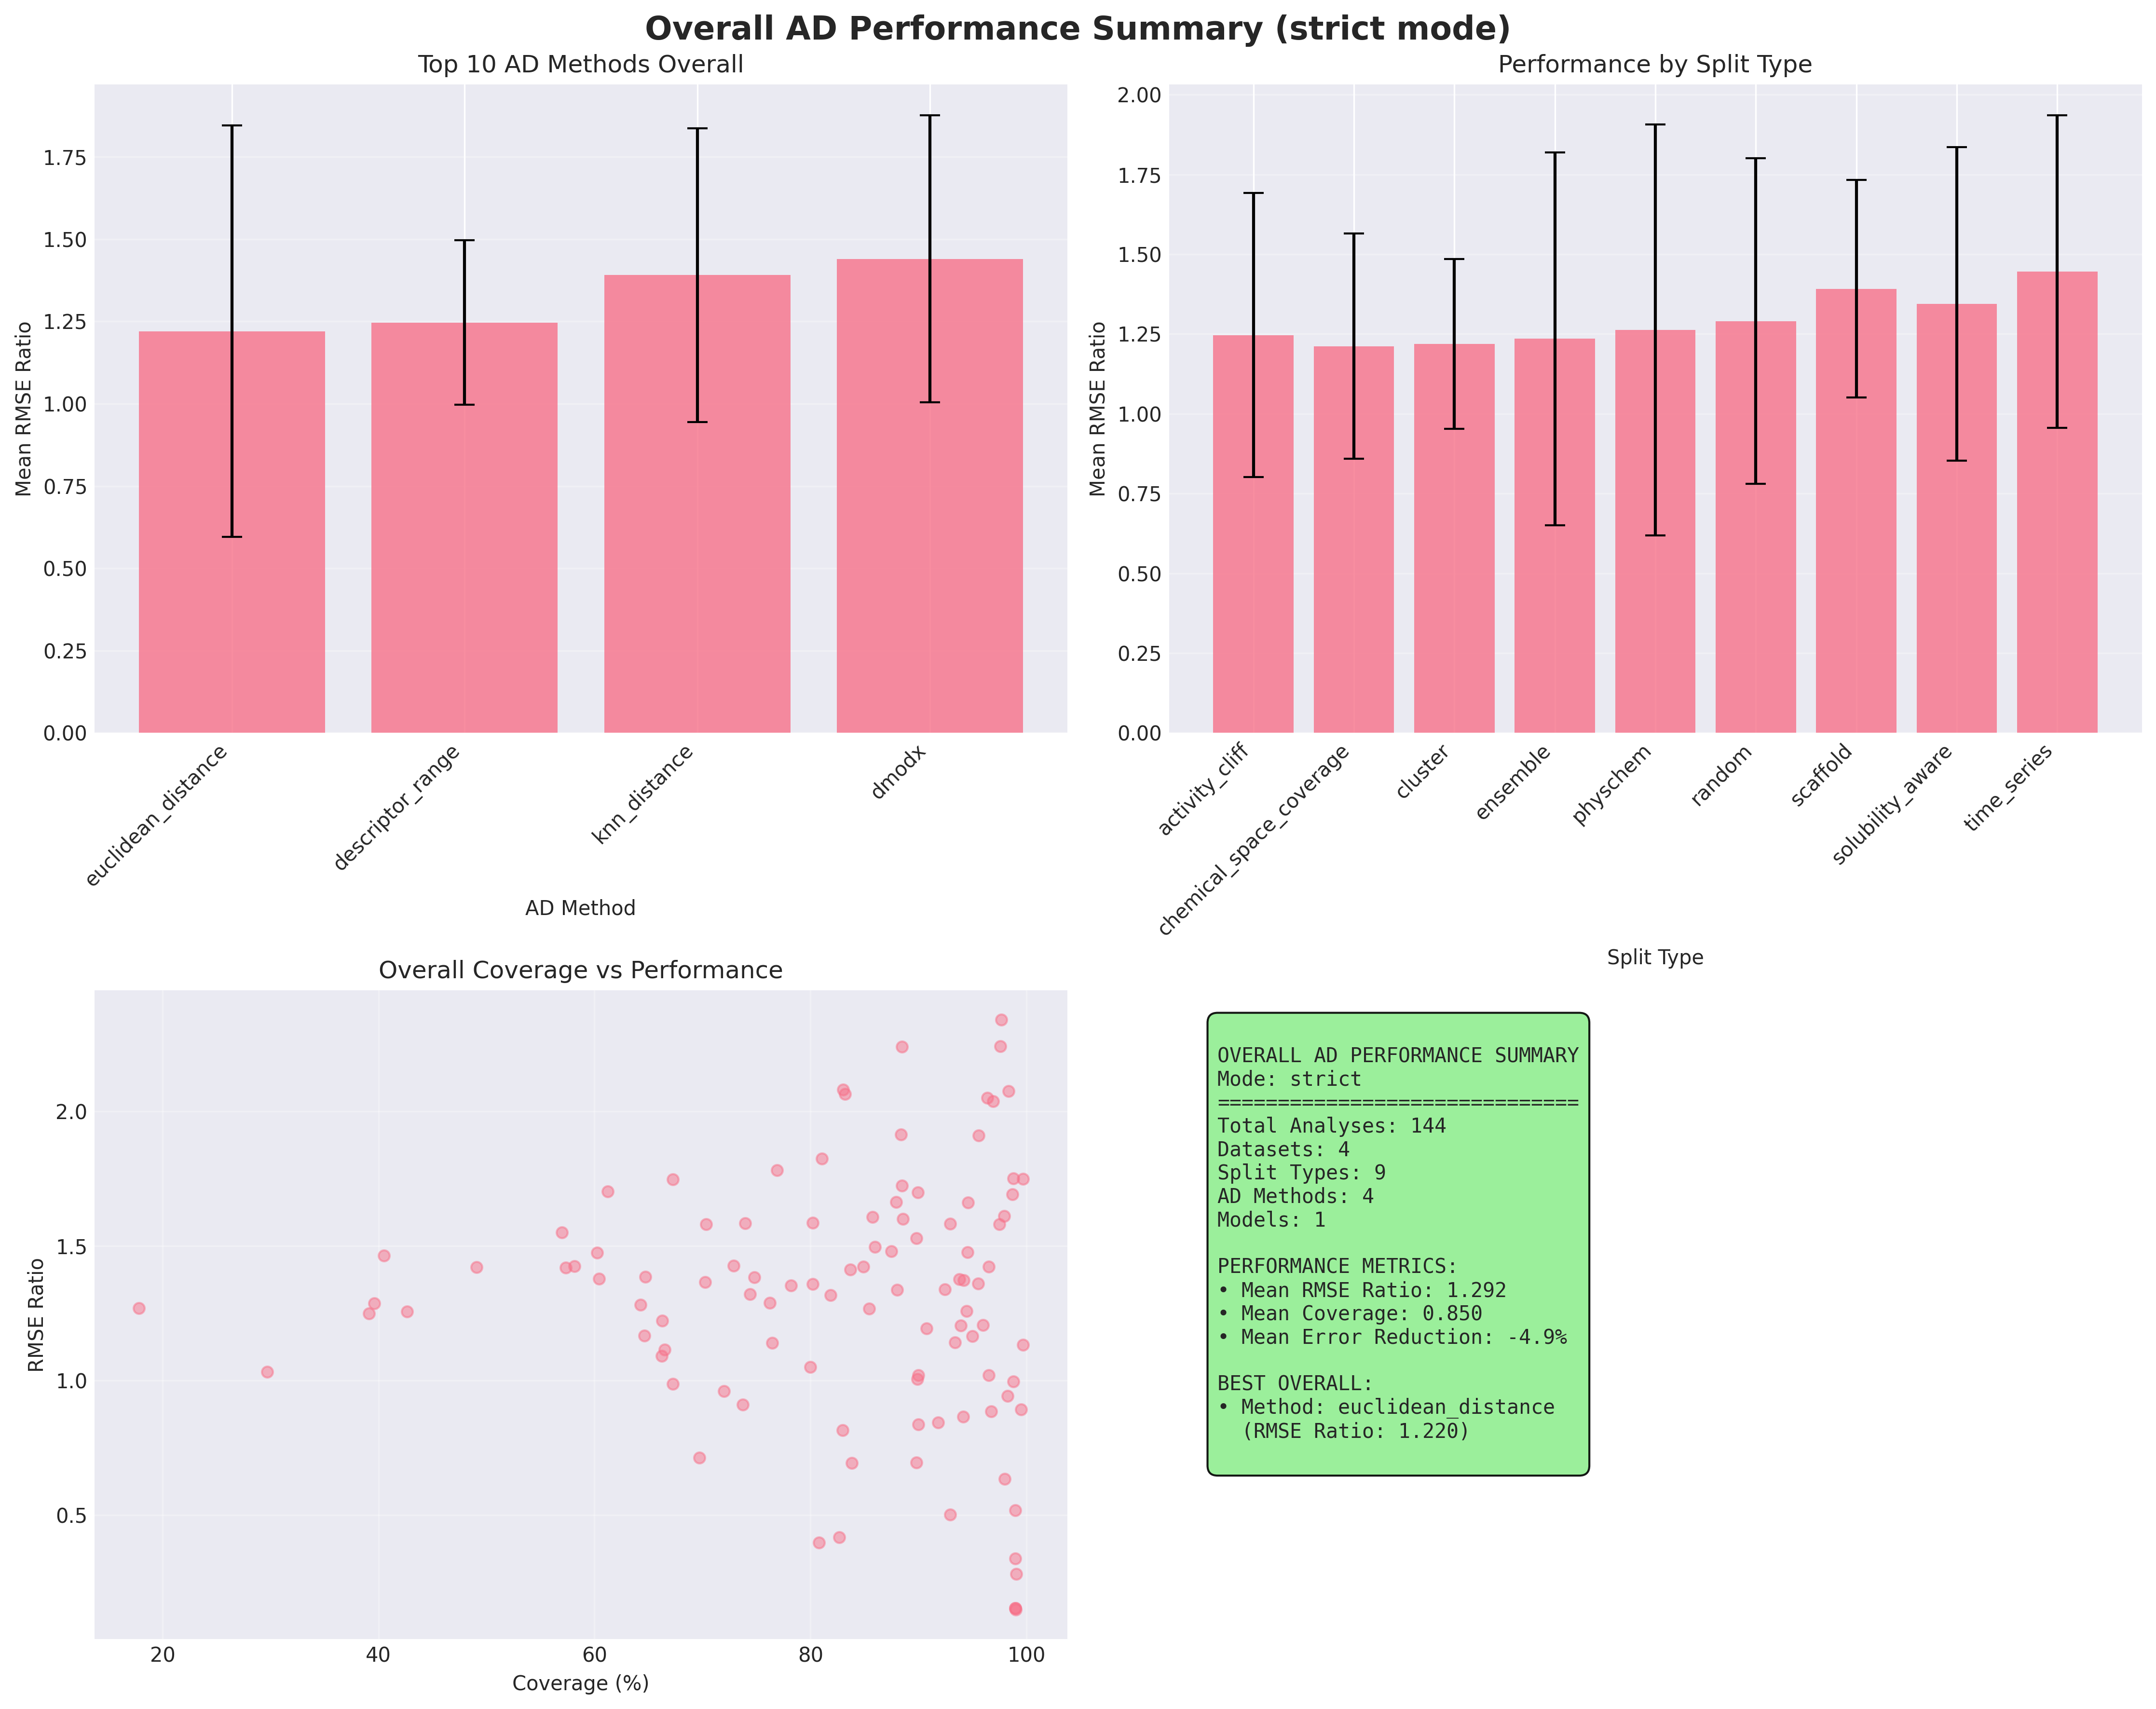 Overall AD Performance Summary (strict mode)
Top 10 AD Methods Overall
Mean RMSE Ratio
1.75
1.50
1.25
1.00
0.75
0.50
0.25
0.00
euclidean_distance
descriptor_range
knn_distance
dmodx
AD Method
Performance by Split Type
Mean RMSE Ratio
2.00
1.75
1.50
1.25
1.00
0.75
0.50
0.25
0.00
activity_cliff
chemical_space_coverage
cluster
ensemble
physchem
random
scaffold
solubility_aware
time_series
Split Type
Overall Coverage vs Performance
RMSE Ratio
2.0
1.5
1.0
0.5
20
40
60
80
100
Coverage (%)
OVERALL AD PERFORMANCE SUMMARY
Mode: strict
==============================
Total Analyses: 144
Datasets: 4
Split Types: 9
AD Methods: 4
Models: 1
PERFORMANCE METRICS:
• Mean RMSE Ratio: 1.292
• Mean Coverage: 0.850
• Mean Error Reduction: -4.9%
BEST OVERALL:
• Method: euclidean_distance
(RMSE Ratio: 1.220)